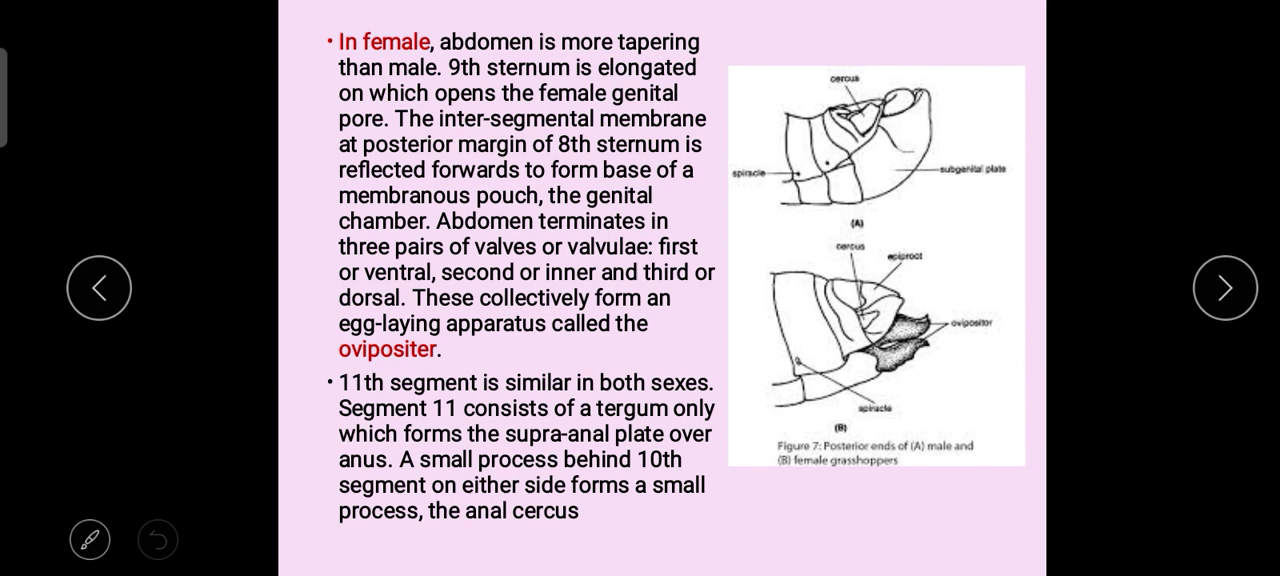 • In female, abdomen is more tapering
than male. 9th sternum is elongated
on which opens the female genital
pore. The inter-segmental membrane
at posterior margin of 8th sternum is
reflected forwards to form base of a
membranous pouch, the genital
chamber. Abdomen terminates in
three pairs of valves or valvulae: first
or ventral, second or inner and third or
dorsal. These collectively form an
egg-laying apparatus called the
ovipositer.
• 11th segment is similar in both sexes.
Segment 11 consists of a tergum only
which forms the supra-anal plate over
anus. A small process behind 10th
segment on either side forms a small
process, the anal cercus
cercus
spiracle
subgenital plate
(A)
cercus
epiproct
ovipositor
spiracle
(B)
Figure 7: Posterior ends of (A) male and
(B) female grasshoppers